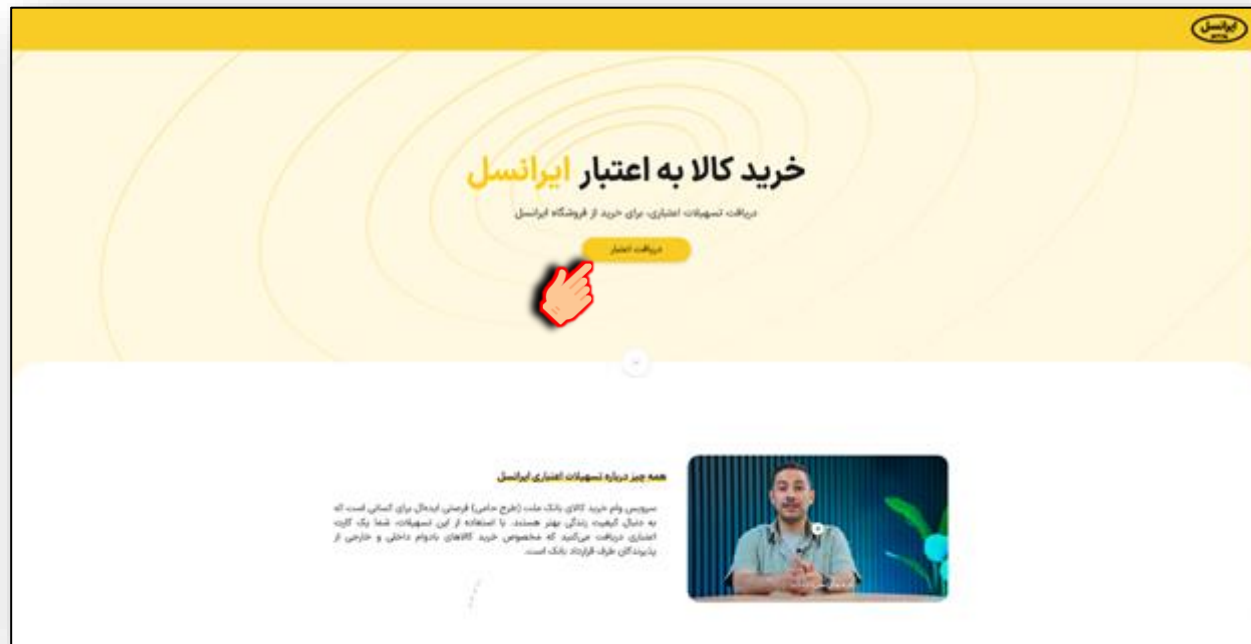 ایرانسل
خرید کالا به اعتبار ایرانسل
دریافت تسهیلات اعتباری، برای خرید از فروشگاه ایرانسل
دریافت اعتبار
همه چیز درباره تسهیلات اعتباری ایرانسل
سرویس وام خرید کالای بانک ملت (طرح حامی) فرصتی ایده‌آل برای کسانی است که
به دنبال کیفیت زندگی بهتر هستند. با استفاده از این تسهیلات، شما یک کارت
اعتباری دریافت می‌کنید که مخصوص خرید کالاهای بادوام داخلی و خارجی از
پذیرندگان طرف قرارداد بانک است.